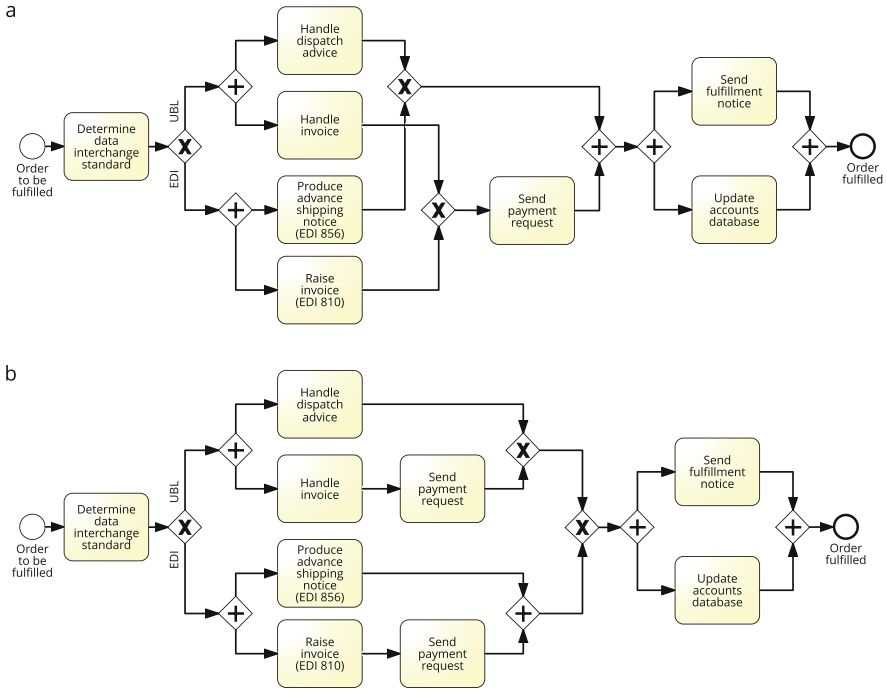 a
Handle
dispatch
advice
Handle
invoice
Produce
advance
shipping
notice
(EDI 856)
Raise
invoice
(EDI 810)
UBL
EDI
Determine
data
interchange
standard
Order
to be
fulfilled
Send
payment
request
Send
fulfillment
notice
Update
accounts
database
Order
fulfilled
b
Handle
dispatch
advice
Handle
invoice
Send
payment
request
Produce
advance
shipping
notice
(EDI 856)
Raise
invoice
(EDI 810)
Send
payment
request
UBL
EDI
Determine
data
interchange
standard
Order
to be
fulfilled
Send
fulfillment
notice
Update
accounts
database
Order
fulfilled